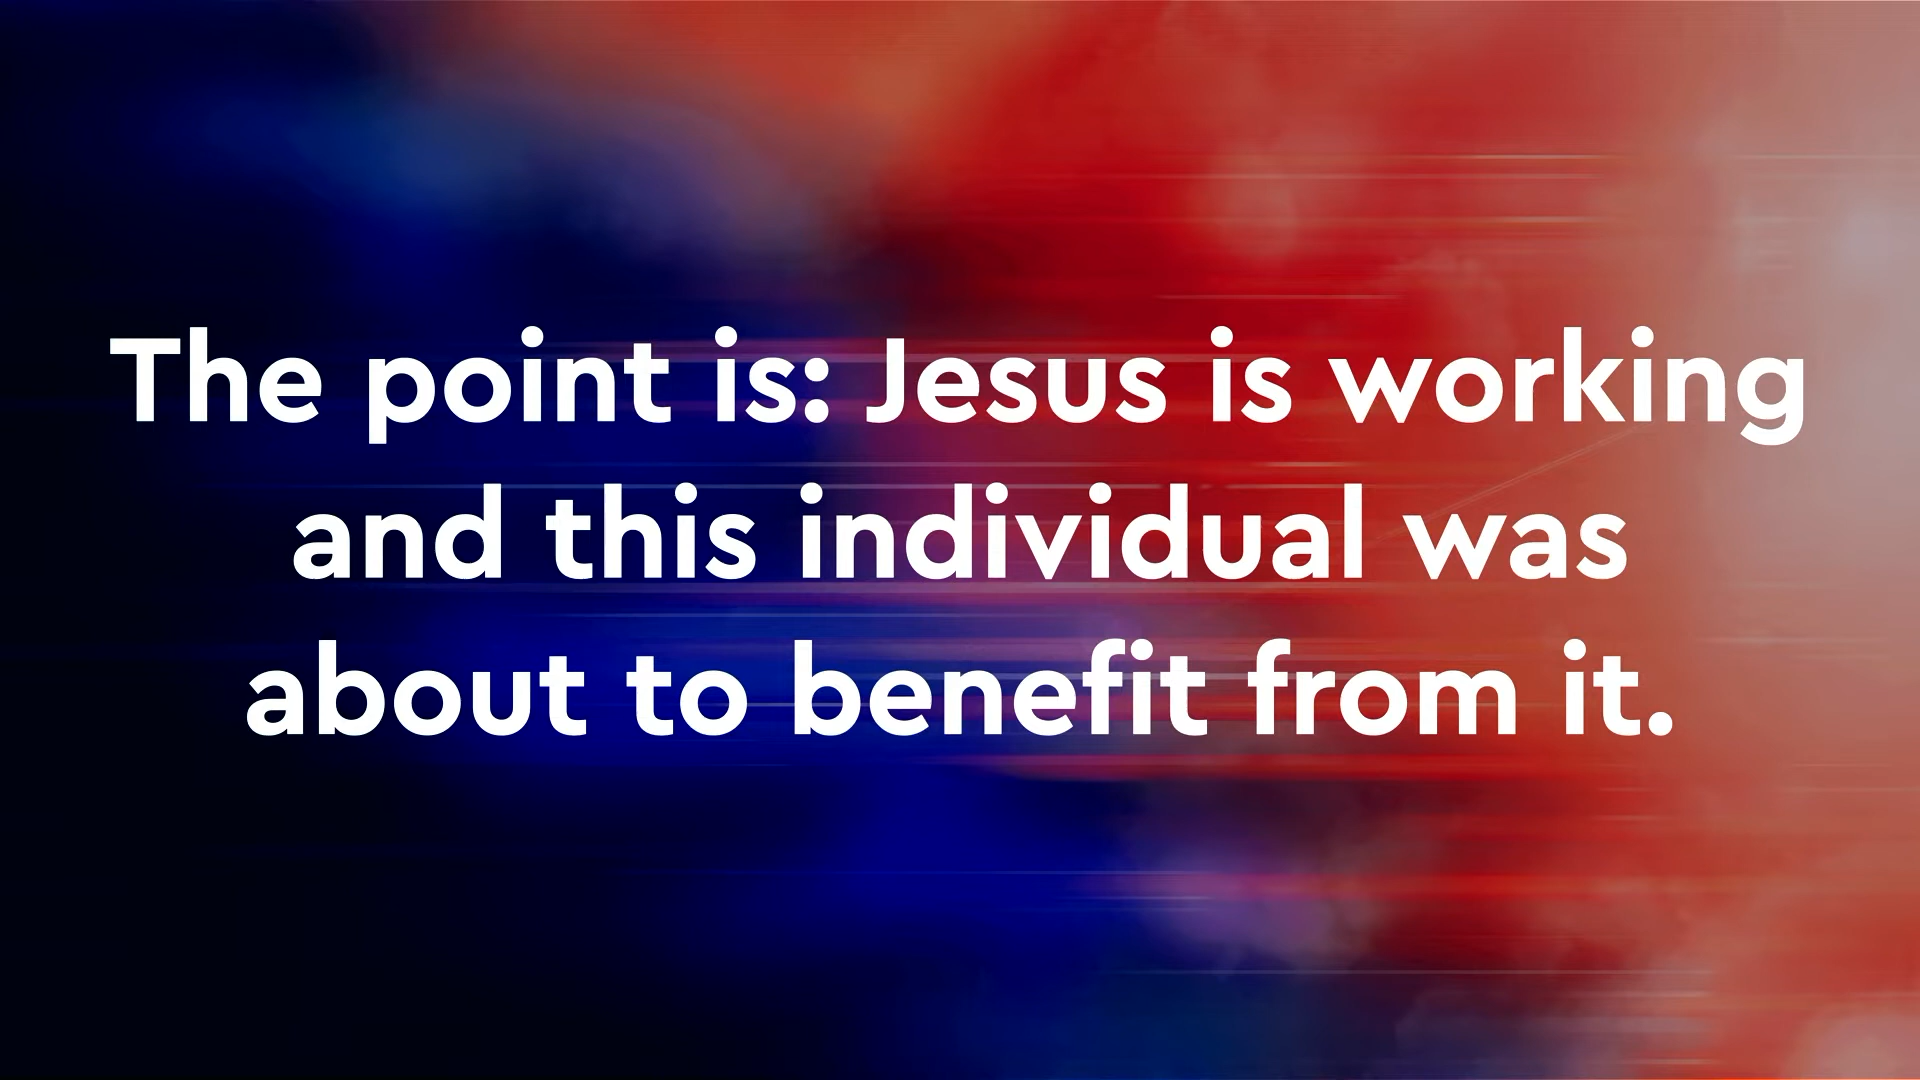 The point is: Jesus is working
and this individual was
about to benefit from it.